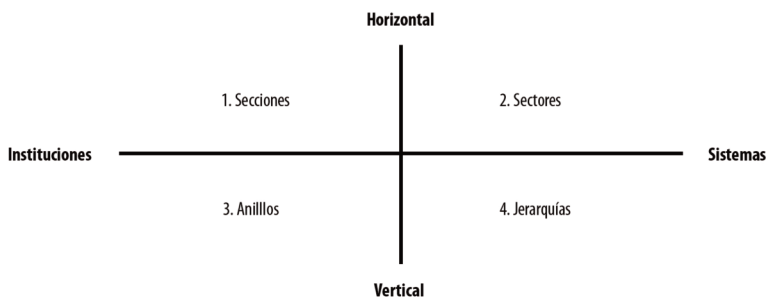 Horizontal
1. Secciones
2. Sectores
Instituciones
Sistemas
3. Anilllos
4. Jerarquías
Vertical